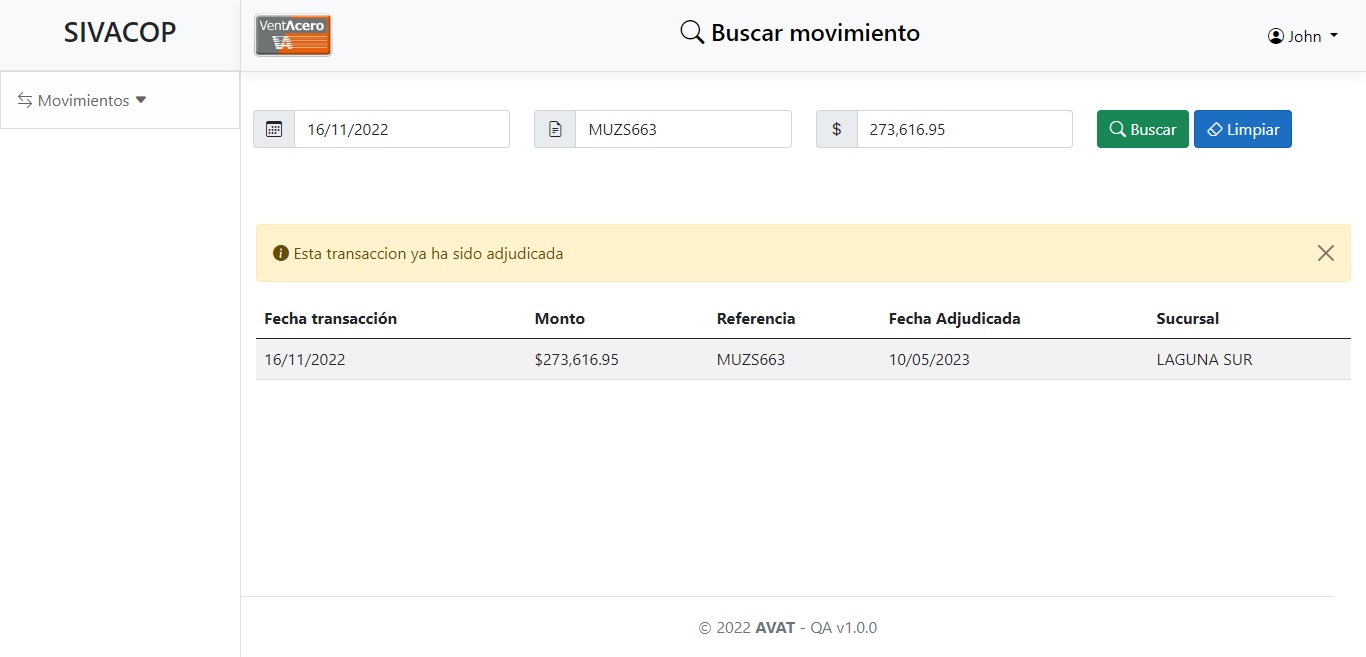 SIVACOP
VentAcero
VA
Buscar movimiento
John
Movimientos
16/11/2022
MUZS663
$ 273,616.95
Buscar
Limpiar
Esta transaccion ya ha sido adjudicada
Fecha transacción Monto Referencia Fecha Adjudicada Sucursal
16/11/2022 $273,616.95 MUZS663 10/05/2023 LAGUNA SUR
© 2022 AVAT - QA v1.0.0